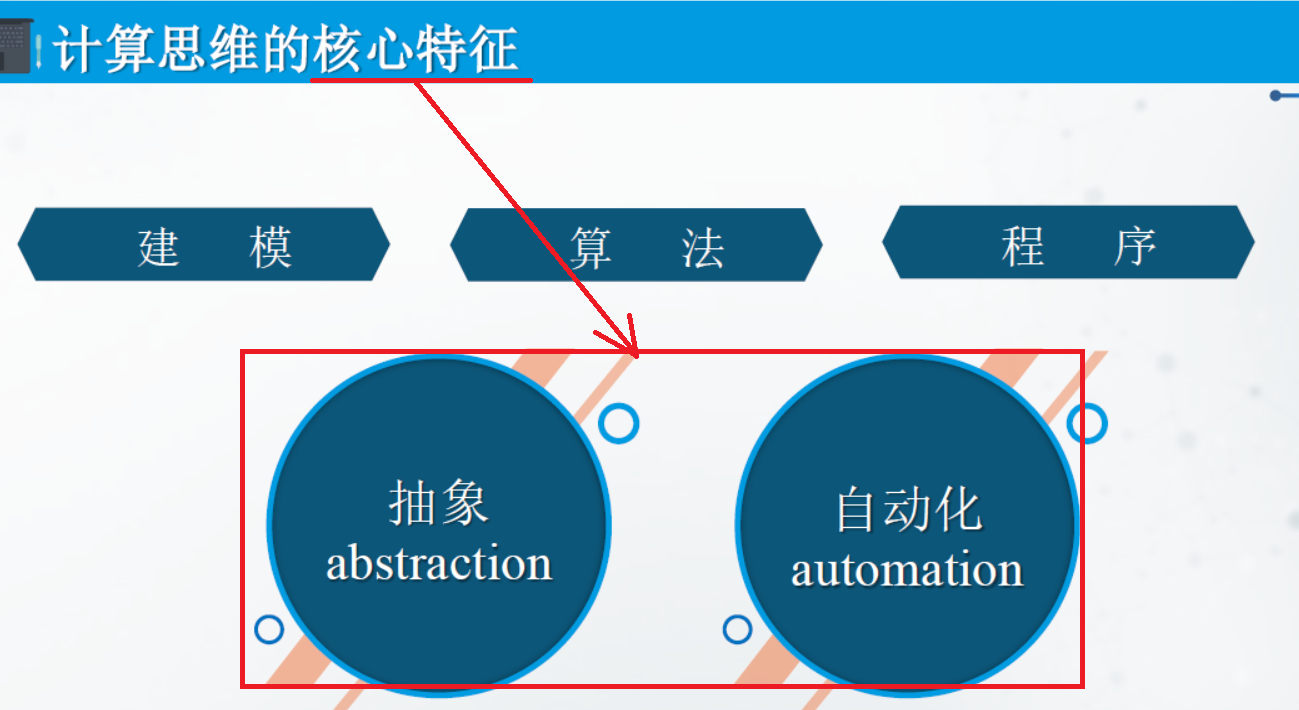 计算思维的核心特征
建 模
算 法
程 序
抽象
abstraction
自动化
automation